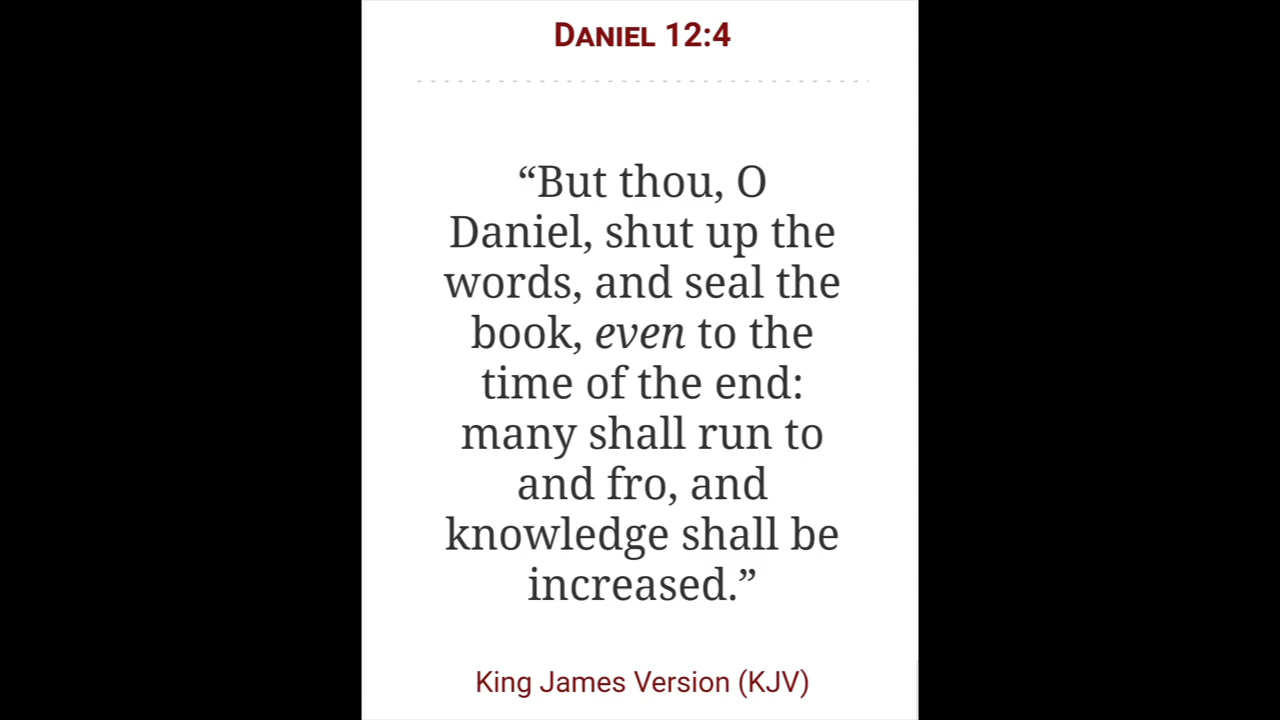 Daniel 12:4
“But thou, O
Daniel, shut up the
words, and seal the
book, even to the
time of the end:
many shall run to
and fro, and
knowledge shall be
increased.”
King James Version (KJV)